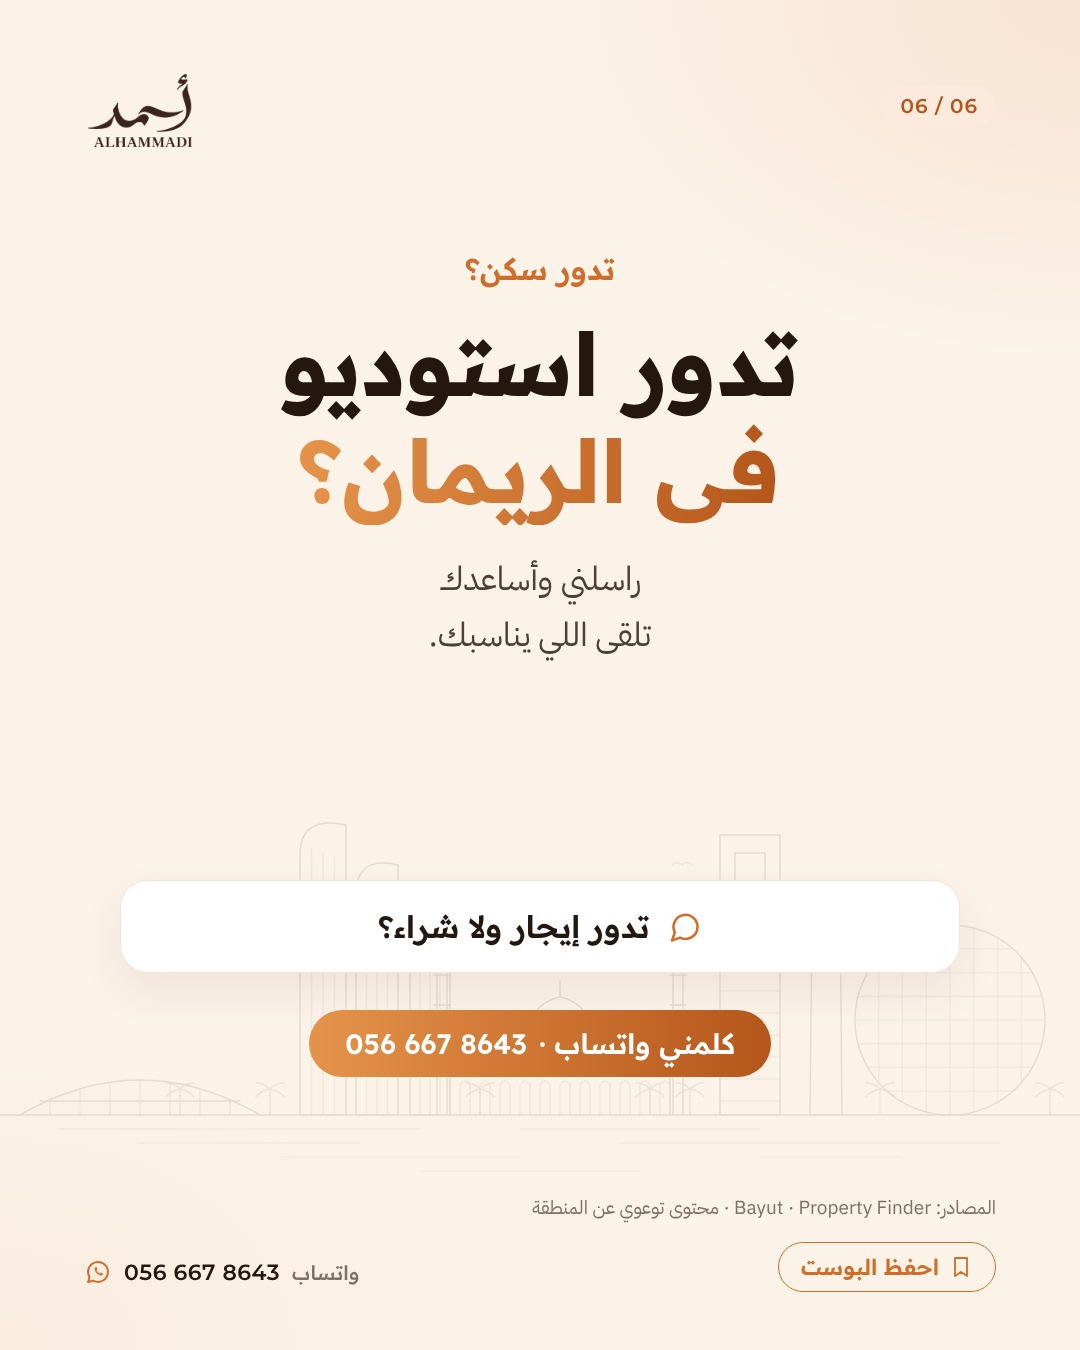 أحمد
ALHAMMADI
06 / 06
تدور سكن؟
تدور استوديو
في الريمان؟
راسلني وأساعدك
تلقى اللي يناسبك.
تدور إيجار ولا شراء؟
كلمني واتساب · 056 667 8643
المصادر: Bayut · Property Finder · محتوى توعوي عن المنطقة
احفظ البوست
واتساب 056 667 8643